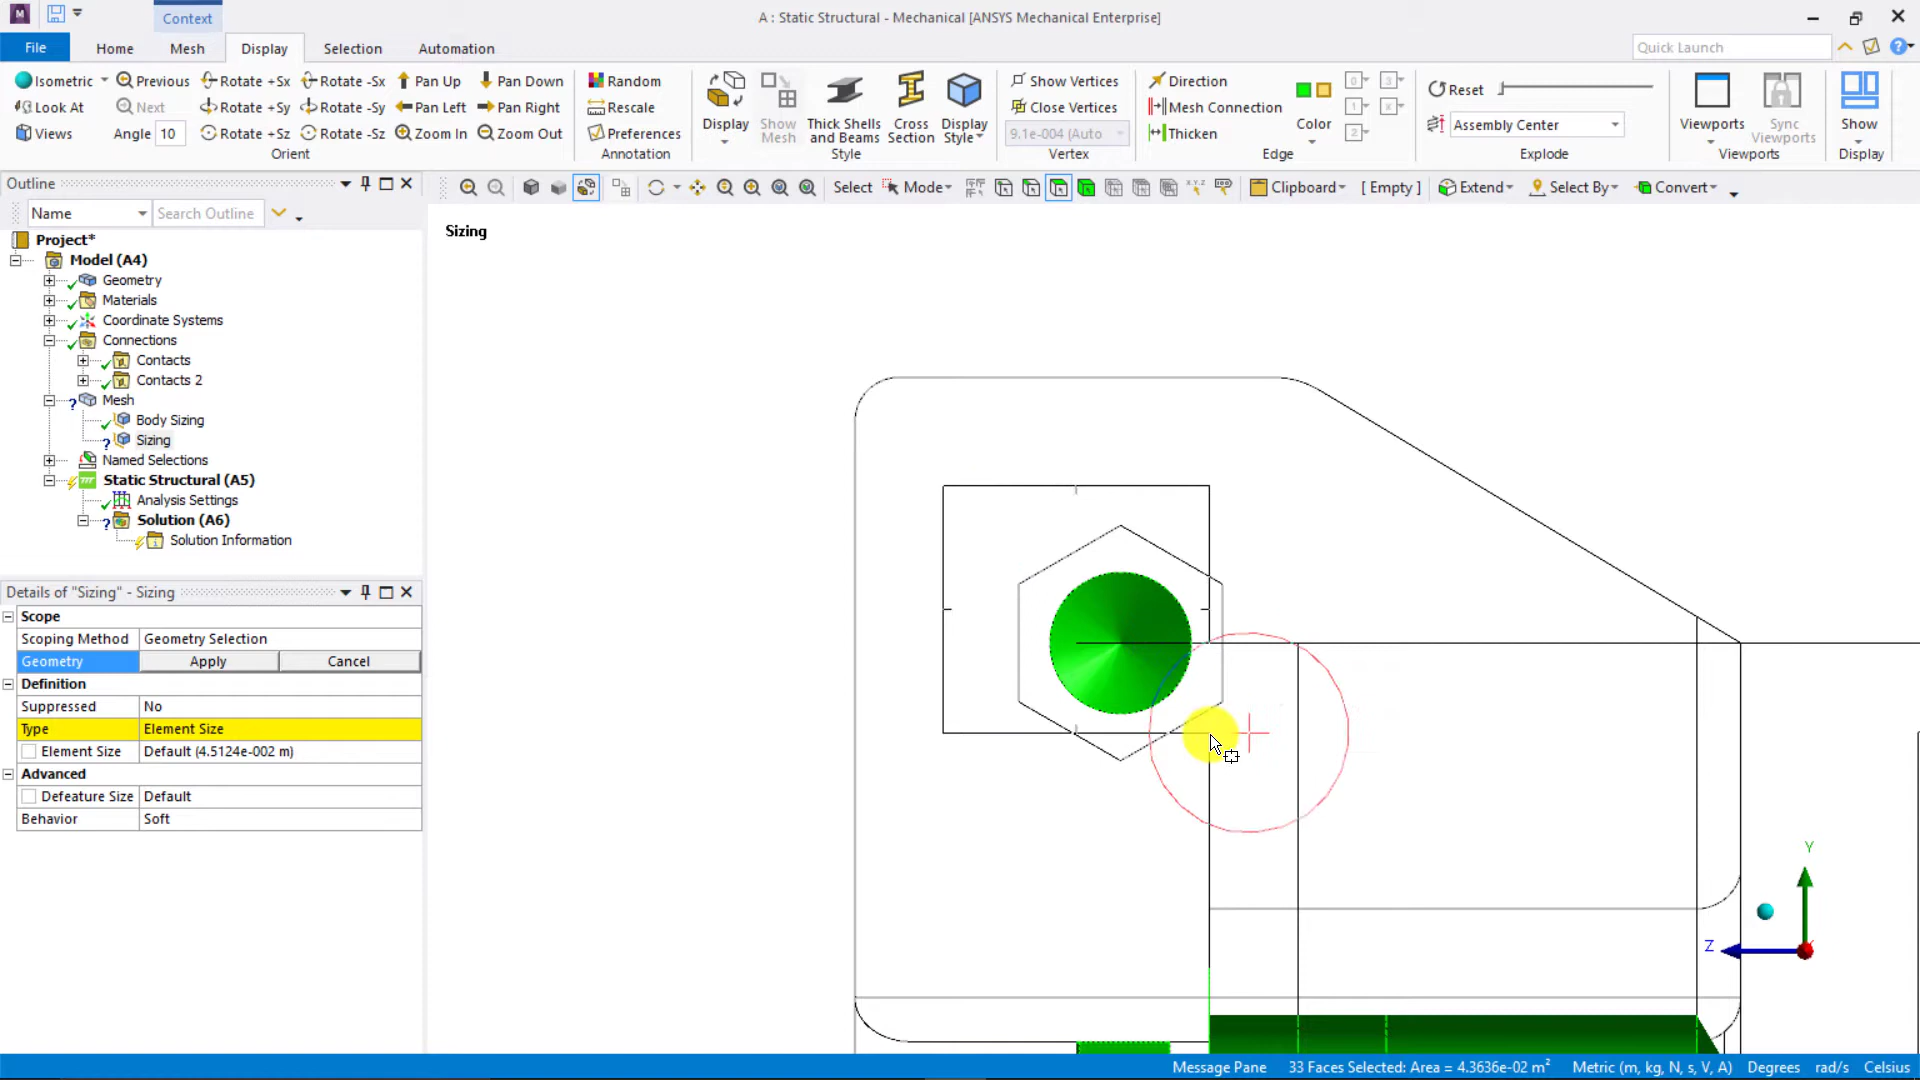 M
Context
A : Static Structural - Mechanical [ANSYS Mechanical Enterprise]
File Home Mesh Display Selection Automation
Quick Launch
Isometric Previous Rotate +Sx Rotate -Sx Pan Up Pan Down
Look At Next Rotate +Sy Rotate -Sy Pan Left Pan Right
Views Angle 10 Rotate +Sz Rotate -Sz Zoom In Zoom Out
Orient
Random
Rescale
Preferences
Annotation
Display
Show Mesh
Thick Shells and Beams
Cross Section
Display Style
Style
Show Vertices
Close Vertices
9.1e-004 (Auto
Vertex
Direction
Mesh Connection
Thicken
Color
0 3
1 x
2
Edge
Reset
Assembly Center
Explode
Viewports
Sync Viewports
Viewports
Show
Display
Outline
Select Mode Clipboard [ Empty ] Extend Select By Convert
Name Search Outline
Sizing
Project*
Model (A4)
Geometry
Materials
Coordinate Systems
Connections
Contacts
Contacts 2
Mesh
Body Sizing
Sizing
Named Selections
Static Structural (A5)
Analysis Settings
Solution (A6)
Solution Information
Details of "Sizing" - Sizing
Scope
Scoping Method Geometry Selection
Geometry Apply Cancel
Definition
Suppressed No
Type Element Size
Element Size Default (4.5124e-002 m)
Advanced
Defeature Size Default
Behavior Soft
Y
Z
Message Pane 33 Faces Selected: Area = 4.3636e-02 m² Metric (m, kg, N, s, V, A) Degrees rad/s Celsius